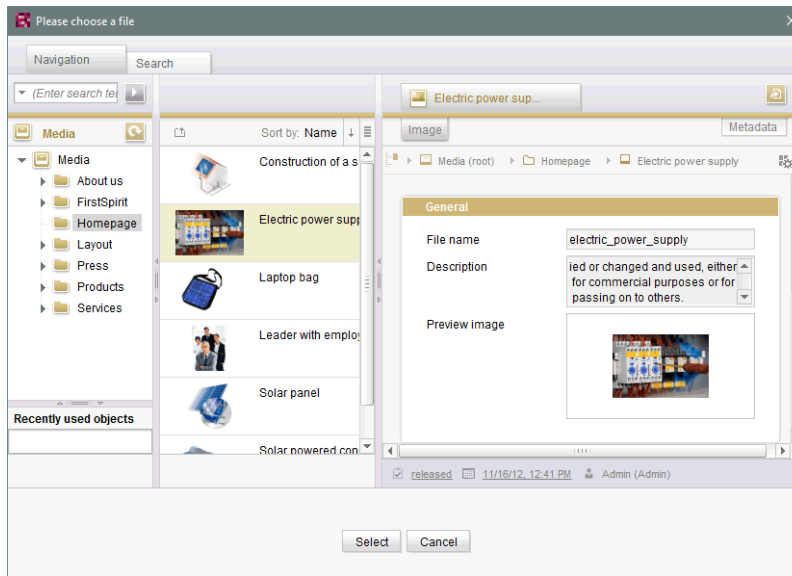 Please choose a file
Navigation
Search
(Enter search te
Media
Media
About us
FirstSpirit
Homepage
Layout
Press
Products
Services
Recently used objects
Sort by: Name
Construction of a s
Electric power supp
Laptop bag
Leader with employ
Solar panel
Solar powered con
Electric power sup...
Image
Metadata
Media (root) Homepage Electric power supply
General
File name electric_power_supply
Description ied or changed and used, either
for commercial purposes or for
passing on to others.
Preview image
released 11/16/12, 12:41 PM Admin (Admin)
Select Cancel